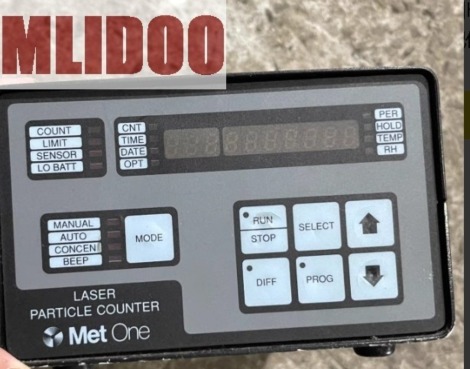 MLIDOO
COUNT
LIMIT
SENSOR
LO BATT
CNT
TIME
DATE
OPT
PER
HOLD
TEMP
RH
MANUAL
AUTO
CONCEN
BEEP
MODE
RUN
STOP
SELECT
DIFF
PROG
LASER
PARTICLE COUNTER
Met One